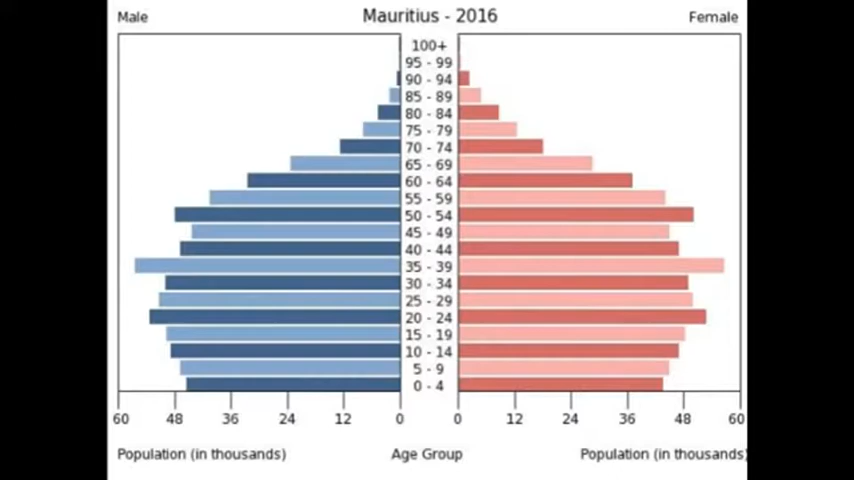 Male Mauritius - 2016 Female
100+
95 - 99
90 - 94
85 - 89
80 - 84
75 - 79
70 - 74
65 - 69
60 - 64
55 - 59
50 - 54
45 - 49
40 - 44
35 - 39
30 - 34
25 - 29
20 - 24
15 - 19
10 - 14
5 - 9
0 - 4
60 48 36 24 12 0 0 12 24 36 48 60
Population (in thousands) Age Group Population (in thousands)